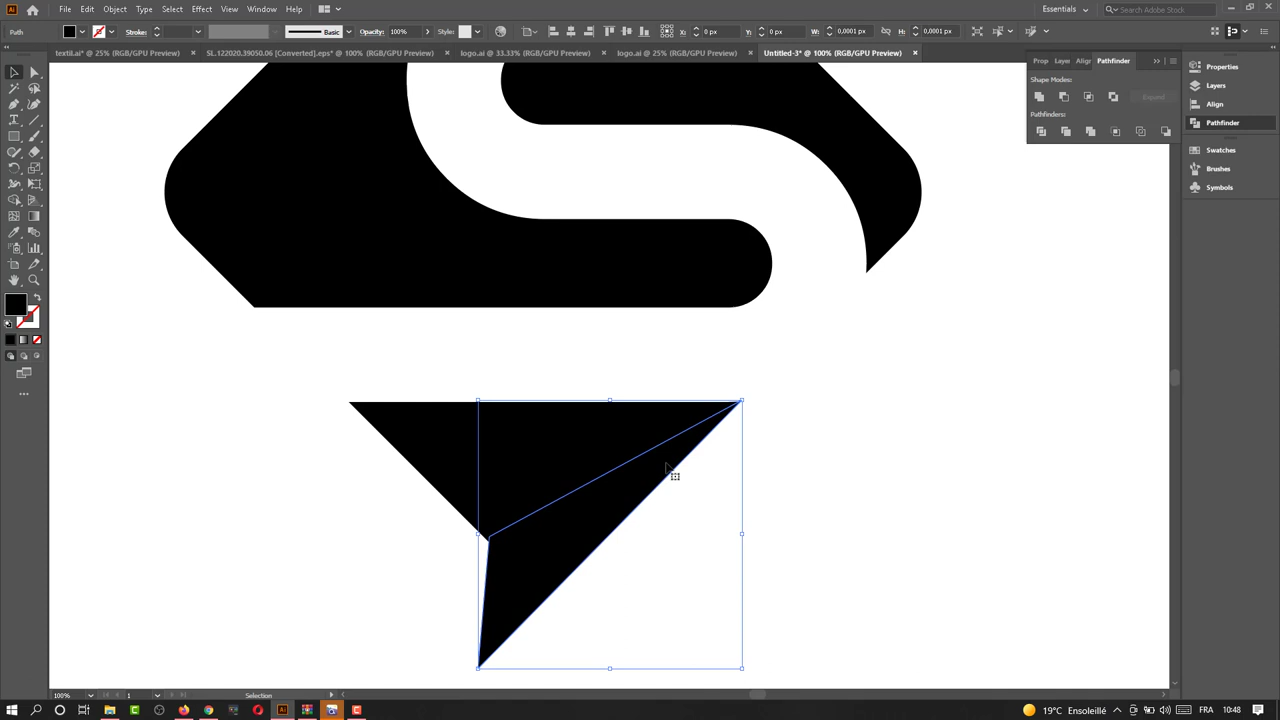 File Edit Object Type Select Effect View Window Help
Essentials
Search Adobe Stock
Path
Stroke:
Basic
Opacity: 100%
Style:
X: 0 px
Y: 0 px
W: 0,0001 px
H: 0,0001 px
textil.ai* @ 25% (RGB/GPU Preview) ×
SL.122020.39050.06 [Converted].eps* @ 100% (RGB/GPU Preview) ×
logo.ai @ 33.33% (RGB/GPU Preview) ×
logo.ai @ 25% (RGB/GPU Preview) ×
Untitled-3* @ 100% (RGB/GPU Preview) ×
Prop Laye Aligr Pathfinder
Shape Modes:
Expand
Pathfinders:
Properties
Layers
Align
Pathfinder
Swatches
Brushes
Symbols
100%
1
Selection
19°C Ensoleillé
FRA
10:48